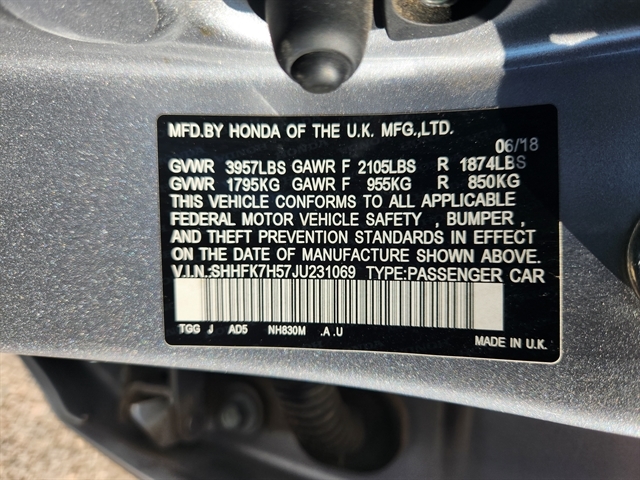 MFD.BY HONDA OF THE U.K. MFG.,LTD.
06/18
GVWR 3957LBS GAWR F 2105LBS R 1874LBS
GVWR 1795KG GAWR F 955KG R 850KG
THIS VEHICLE CONFORMS TO ALL APPLICABLE
FEDERAL MOTOR VEHICLE SAFETY , BUMPER ,
AND THEFT PREVENTION STANDARDS IN EFFECT
ON THE DATE OF MANUFACTURE SHOWN ABOVE.
V.I.N.:SHHFK7H57JU231069 TYPE:PASSENGER CAR
TGG J AD5 NH830M .A .U
MADE IN U.K.